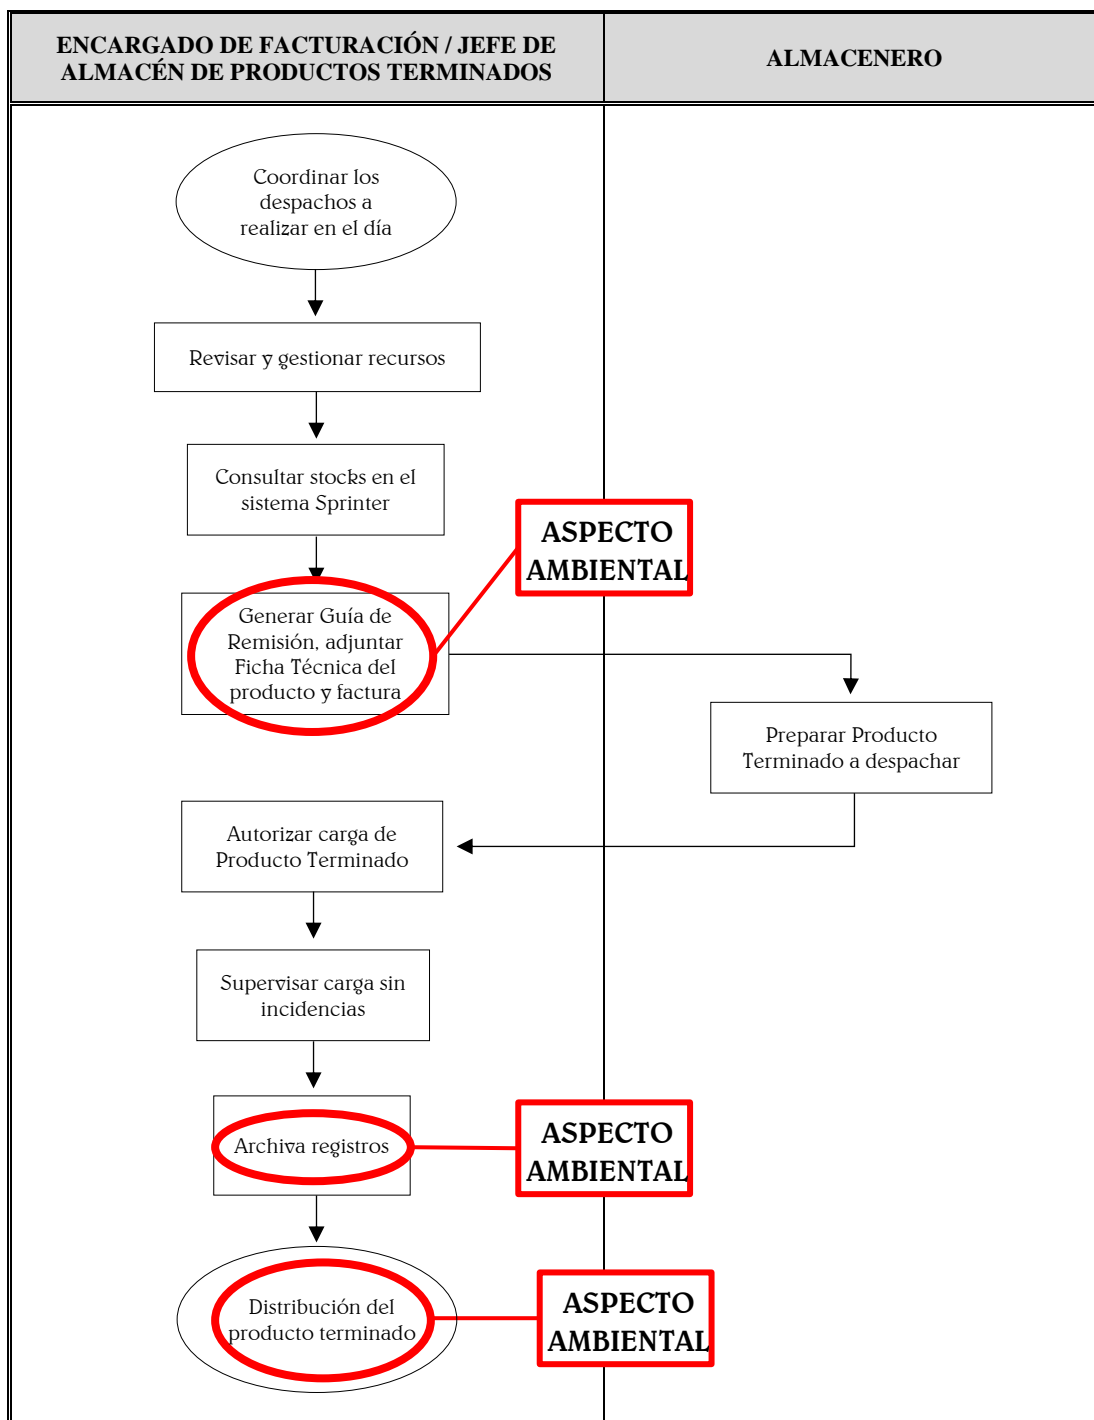 ENCARGADO DE FACTURACIÓN / JEFE DE
ALMACÉN DE PRODUCTOS TERMINADOS
ALMACENERO
Coordinar los
despachos a
realizar en el día
Revisar y gestionar recursos
Consultar stocks en el
sistema Sprinter
ASPECTO
AMBIENTAL
Generar Guía de
Remisión, adjuntar
Ficha Técnica del
producto y factura
Preparar Producto
Terminado a despachar
Autorizar carga de
Producto Terminado
Supervisar carga sin
incidencias
Archiva registros
ASPECTO
AMBIENTAL
Distribución del
producto terminado
ASPECTO
AMBIENTAL